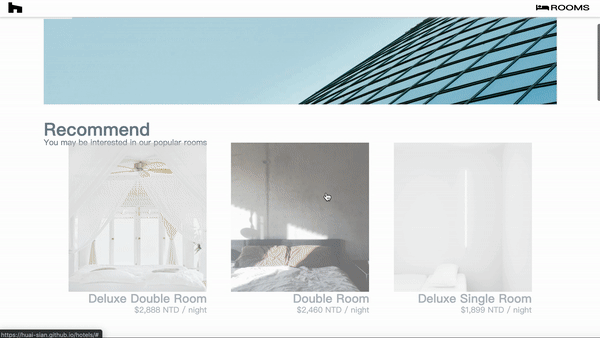 ROOMS
Recommend
You may be interested in our popular rooms
Deluxe Double Room
$2,888 NTD / night
Double Room
$2,460 NTD / night
Deluxe Single Room
$1,899 NTD / night
https://huai-sian.github.io/hotels/#